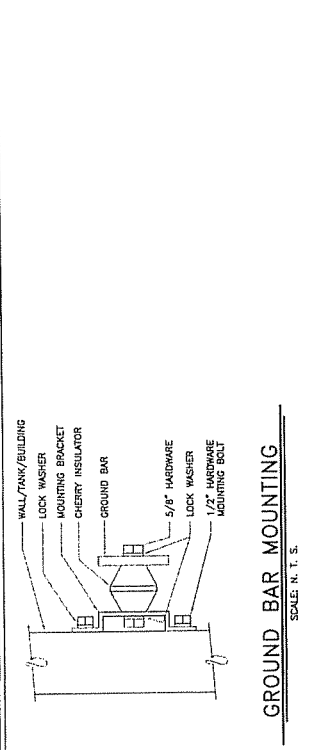 WALL/TANK/BUILDING
LOCK WASHER
MOUNTING BRACKET
CHERRY INSULATOR
GROUND BAR
5/8" HARDWARE
LOCK WASHER
1/2" HARDWARE
MOUNTING BOLT
GROUND BAR MOUNTING
SCALE: N. T. S.